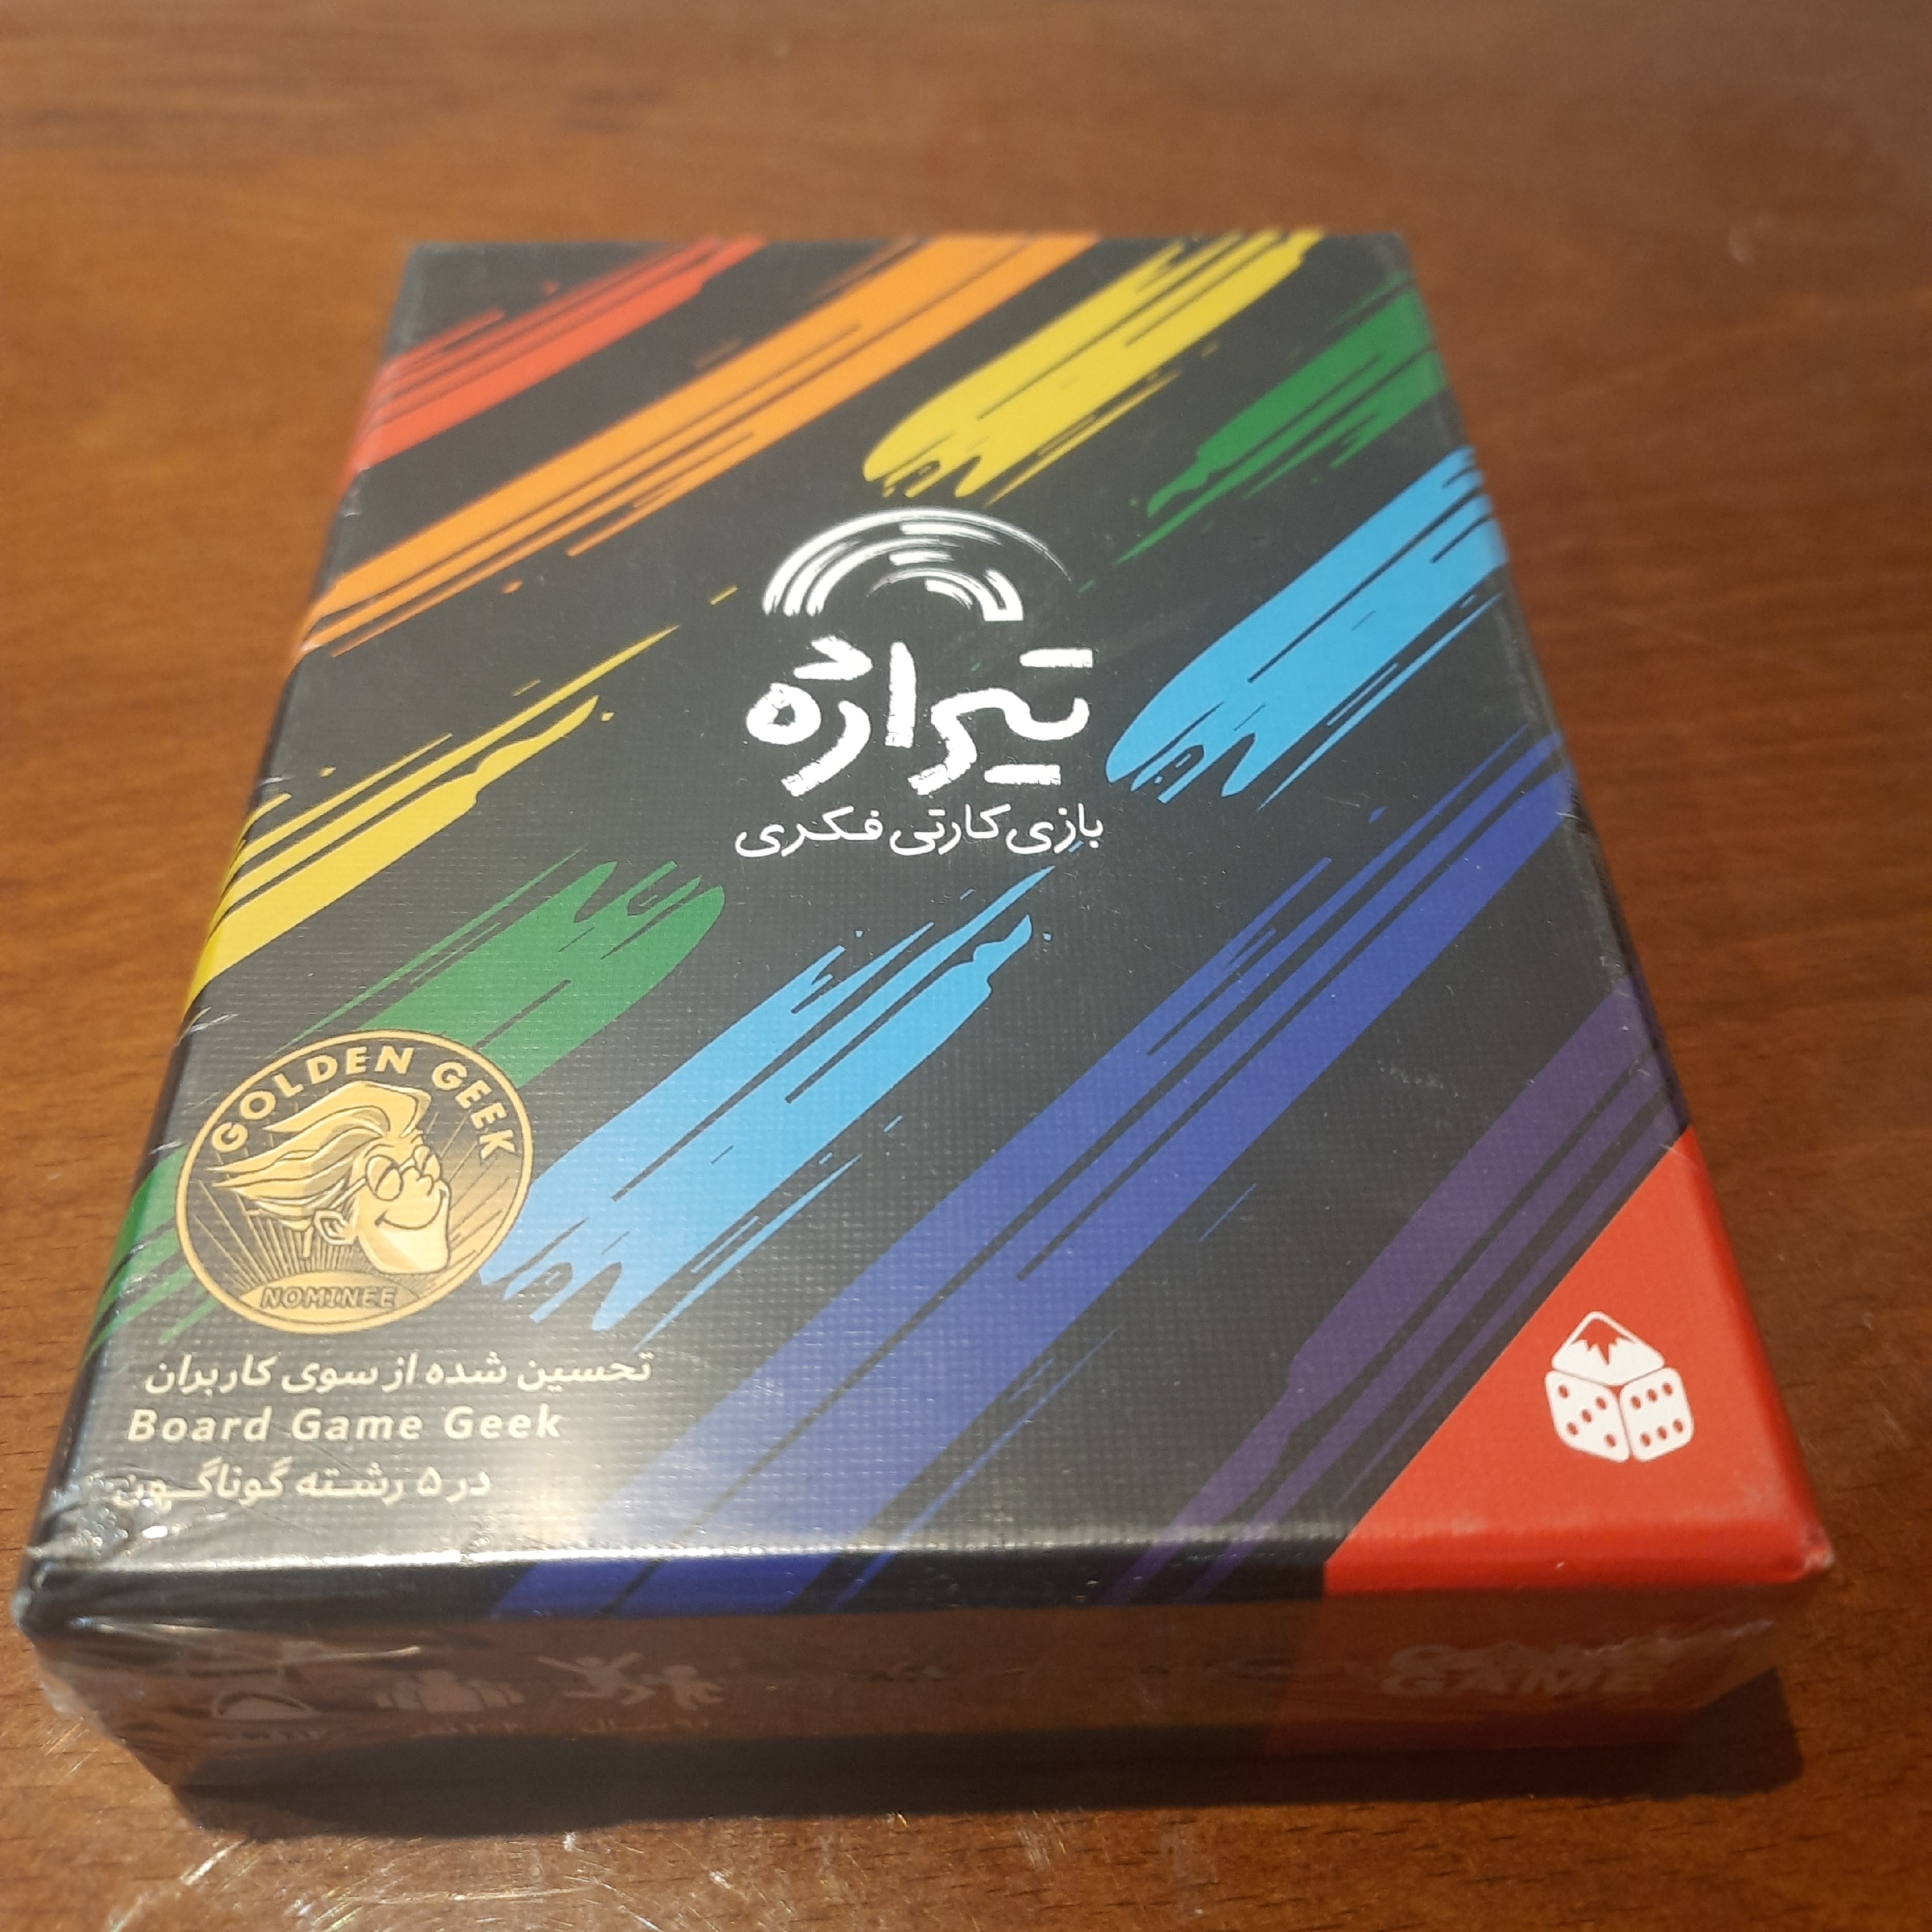 تیراژه
بازی کارتی فکری
GOLDEN GEEK
NOMINEE
تحسین شده از سوی کاربران
Board Game Geek
در ۵ رشته گوناگون
GAME